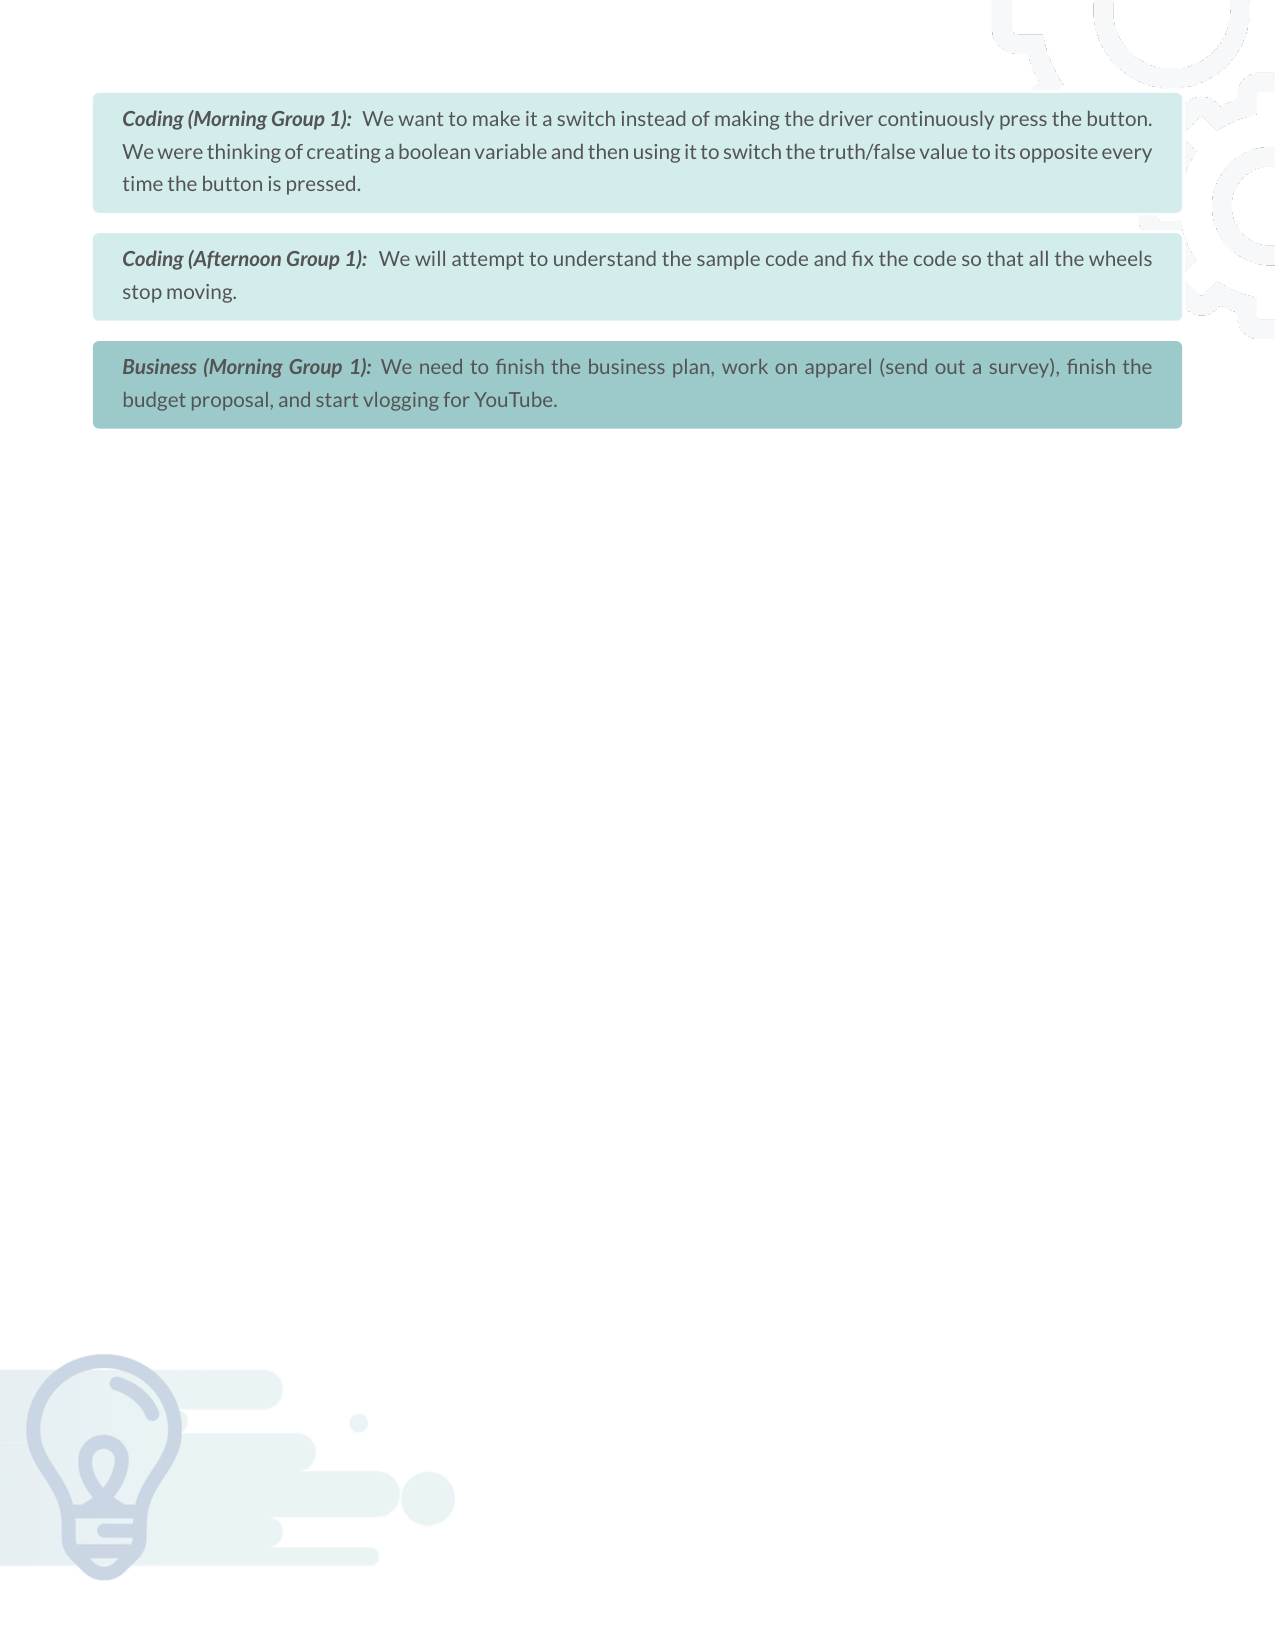 Coding (Morning Group 1): We want to make it a switch instead of making the driver continuously press the button.
We were thinking of creating a boolean variable and then using it to switch the truth/false value to its opposite every
time the button is pressed.
Coding (Afternoon Group 1): We will attempt to understand the sample code and fix the code so that all the wheels
stop moving.
Business (Morning Group 1): We need to finish the business plan, work on apparel (send out a survey), finish the
budget proposal, and start vlogging for YouTube.